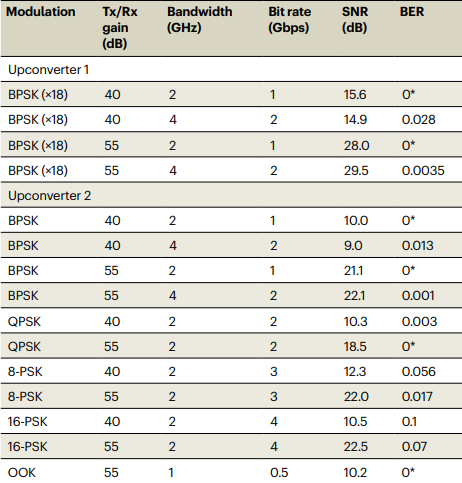 Modulation Tx/Rx gain (dB) Bandwidth (GHz) Bit rate (Gbps) SNR (dB) BER
Upconverter 1
BPSK (×18) 40 2 1 15.6 0*
BPSK (×18) 40 4 2 14.9 0.028
BPSK (×18) 55 2 1 28.0 0*
BPSK (×18) 55 4 2 29.5 0.0035
Upconverter 2
BPSK 40 2 1 10.0 0*
BPSK 40 4 2 9.0 0.013
BPSK 55 2 1 21.1 0*
BPSK 55 4 2 22.1 0.001
QPSK 40 2 2 10.3 0.003
QPSK 55 2 2 18.5 0*
8-PSK 40 2 3 12.3 0.056
8-PSK 55 2 3 22.0 0.017
16-PSK 40 2 4 10.5 0.1
16-PSK 55 2 4 22.5 0.07
OOK 55 1 0.5 10.2 0*